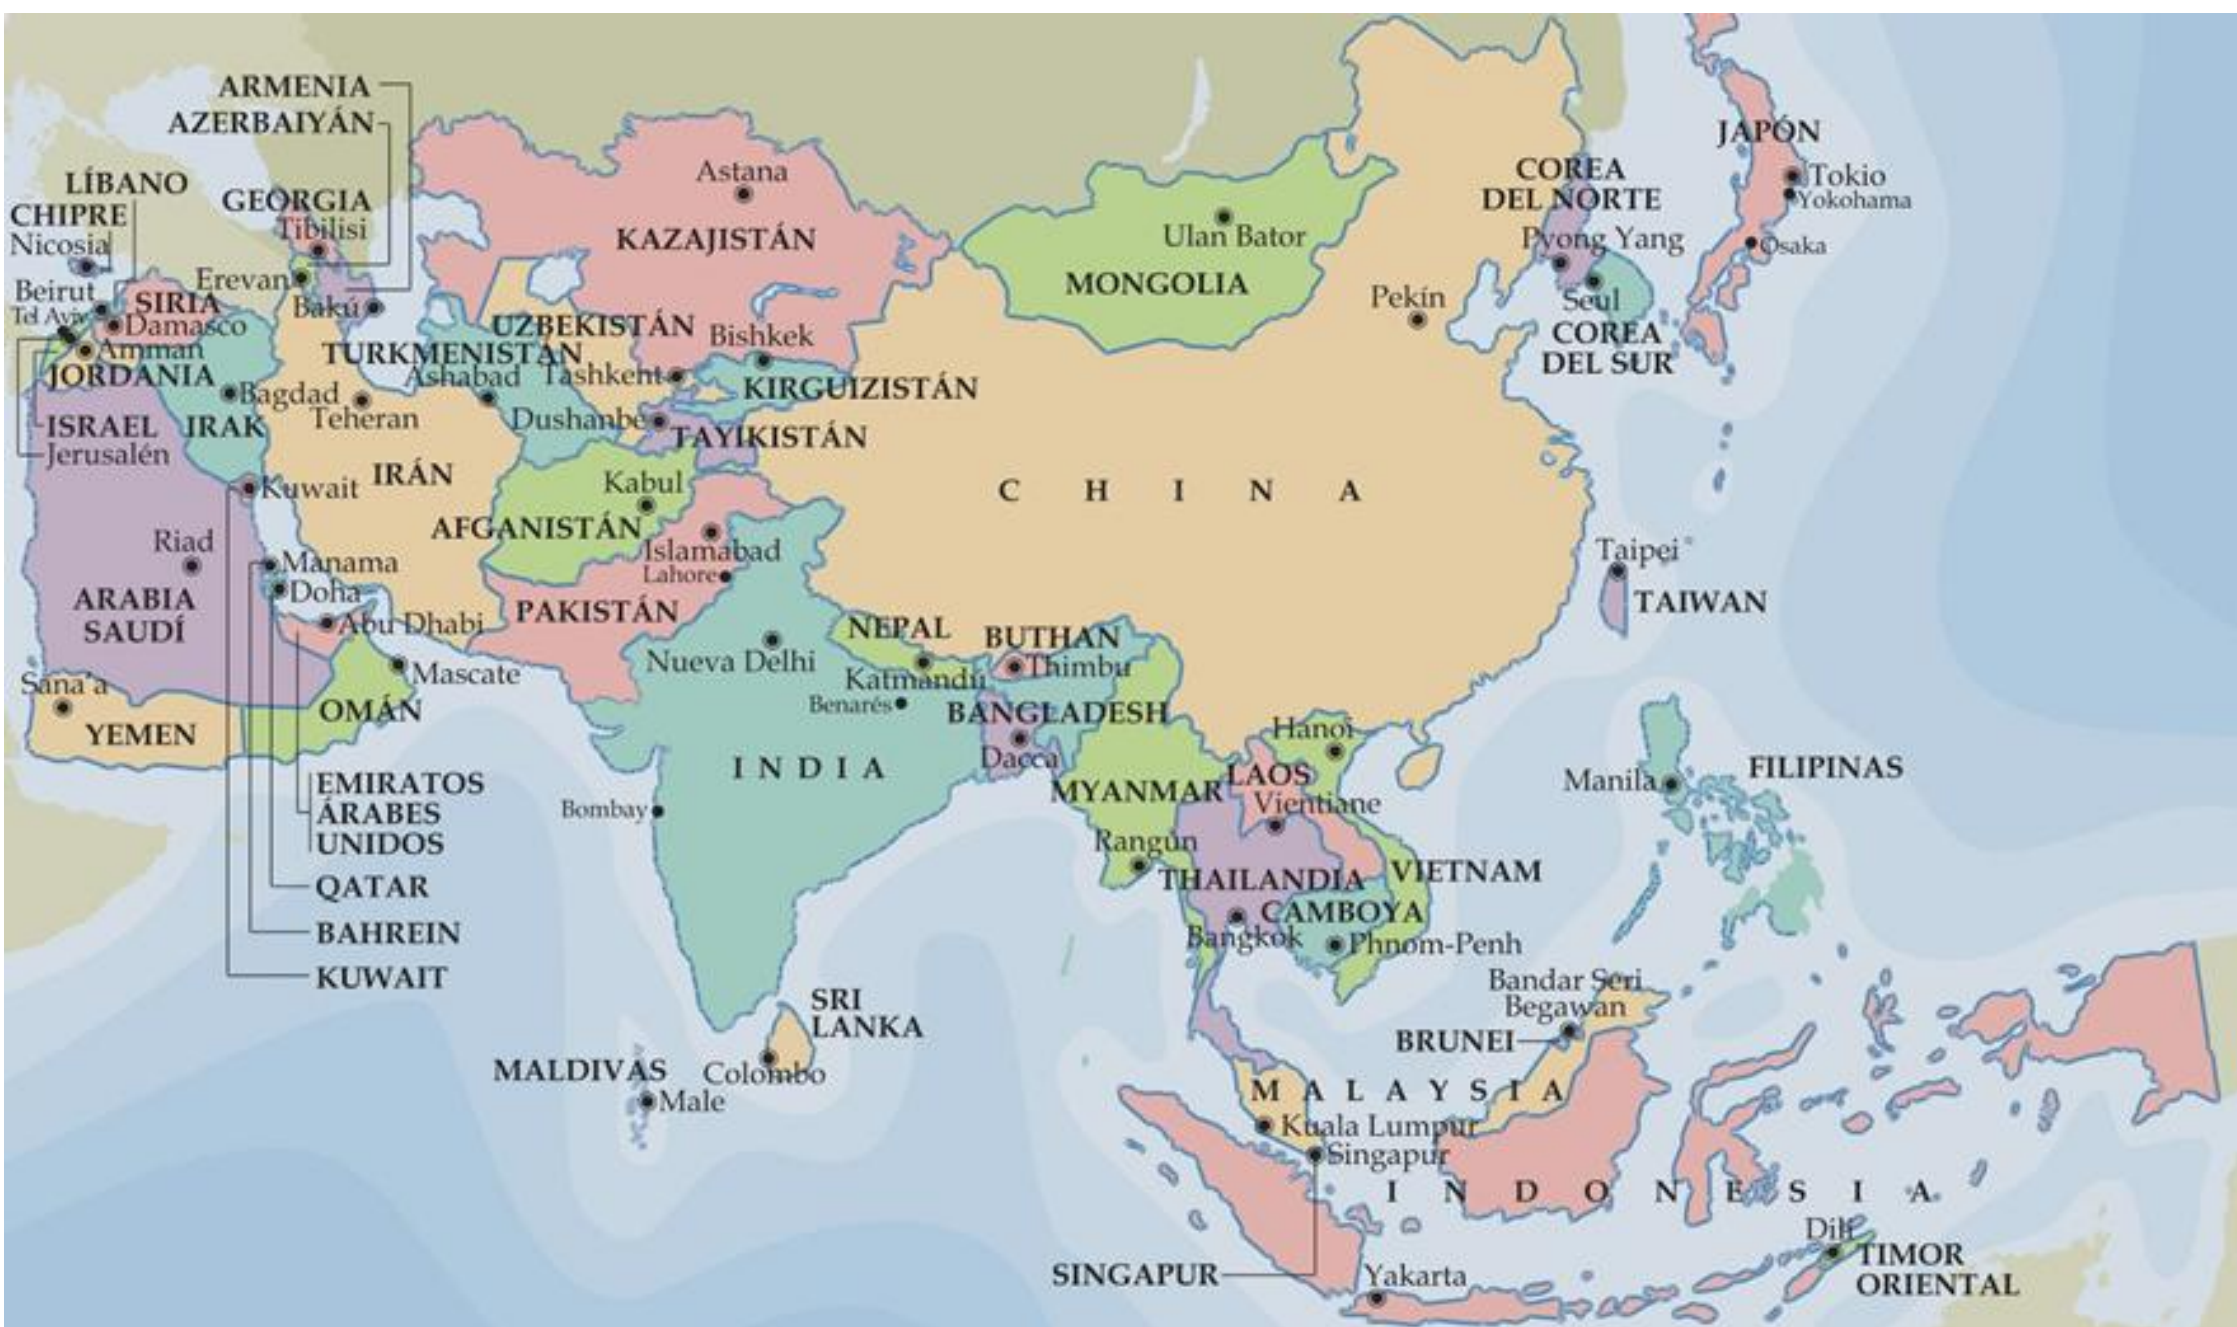 ARMENIA
AZERBAIYÁN
LÍBANO
CHIPRE
Nicosia
GEORGIA
Tibilisi
Erevan
Bakú
Beirut
Tel Aviv
SIRIA
Damasco
Amman
JORDANIA
ISRAEL
Jerusalén
IRAK
Bagdad
Teheran
IRÁN
Kuwait
Riad
ARABIA
SAUDÍ
Manama
Doha
Abu Dhabi
Mascate
Sana'a
YEMEN
OMÁN
EMIRATOS
ÁRABES
UNIDOS
QATAR
BAHREIN
KUWAIT
Astana
KAZAJISTÁN
UZBEKISTÁN
TURKMENISTÁN
Ashabad
Tashkent
Bishkek
KIRGUIZISTÁN
Dushanbe
TAYIKISTÁN
Kabul
AFGANISTÁN
Islamabad
Lahore
PAKISTÁN
Ulan Bator
MONGOLIA
Pekín
CHINA
COREA
DEL NORTE
Pyong Yang
Seul
COREA
DEL SUR
JAPÓN
Tokio
Yokohama
Osaka
Taipei
TAIWAN
Nueva Delhi
NEPAL
Katmandú
Benarés
BUTHAN
Thimbu
BANGLADESH
Dacca
INDIA
Bombay
SRI
LANKA
Colombo
MALDIVAS
Male
MYANMAR
Rangún
Hanoi
LAOS
Vientiane
THAILANDIA
Bangkok
VIETNAM
CAMBOYA
Phnom-Penh
Manila
FILIPINAS
Bandar Seri
Begawan
BRUNEI
MALAYSIA
Kuala Lumpur
Singapur
INDONESIA
SINGAPUR
Yakarta
Dili
TIMOR
ORIENTAL